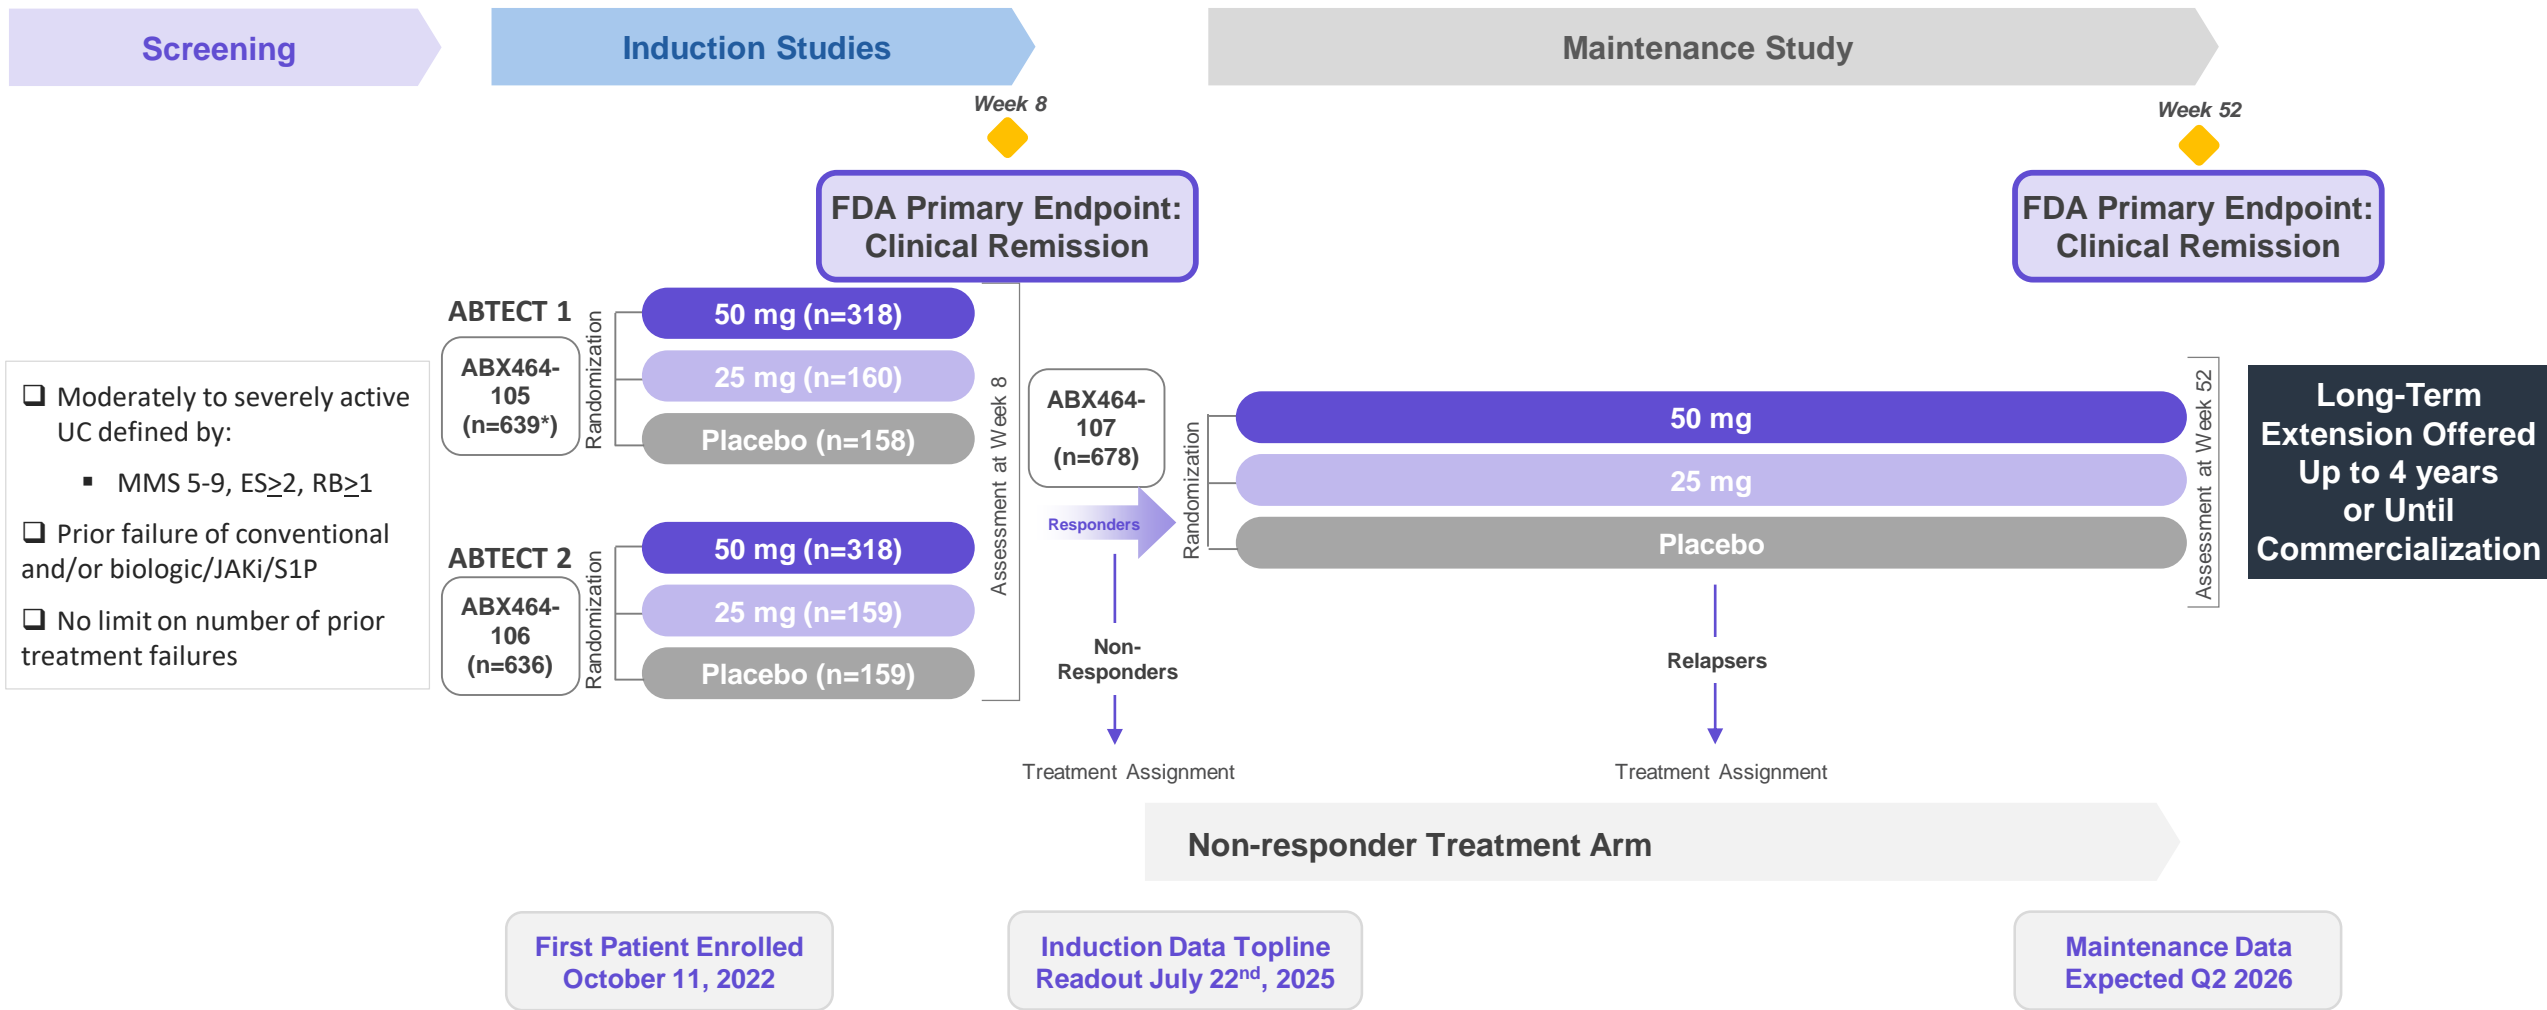 Screening
Induction Studies
Maintenance Study
Week 8
Week 52
FDA Primary Endpoint:
Clinical Remission
FDA Primary Endpoint:
Clinical Remission
❑ Moderately to severely active
UC defined by:
▪ MMS 5-9, ES≥2, RB≥1
❑ Prior failure of conventional
and/or biologic/JAKi/S1P
❑ No limit on number of prior
treatment failures
ABTECT 1
ABX464-
105
(n=639*)
Randomization
50 mg (n=318)
25 mg (n=160)
Placebo (n=158)
ABTECT 2
ABX464-
106
(n=636)
Randomization
50 mg (n=318)
25 mg (n=159)
Placebo (n=159)
Assessment at Week 8
ABX464-
107
(n=678)
Responders
Randomization
50 mg
25 mg
Placebo
Assessment at Week 52
Long-Term
Extension Offered
Up to 4 years
or Until
Commercialization
Non-
Responders
Treatment Assignment
Relapsers
Treatment Assignment
Non-responder Treatment Arm
First Patient Enrolled
October 11, 2022
Induction Data Topline
Readout July 22nd, 2025
Maintenance Data
Expected Q2 2026